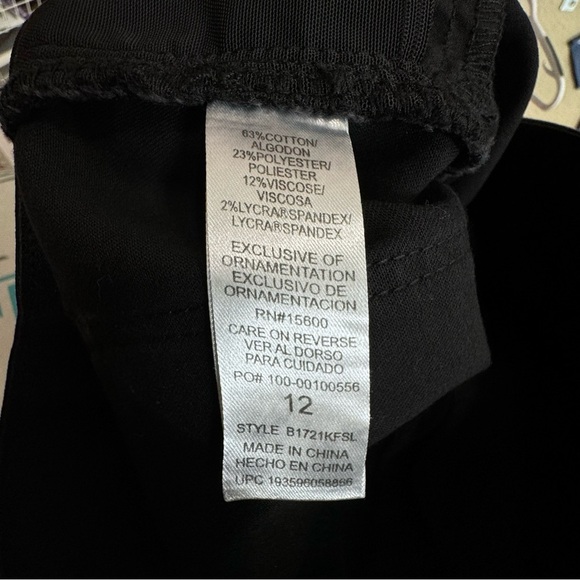 63%COTTON/
ALGODON
23%POLYESTER/
POLIESTER
12%VISCOSE/
VISCOSA
2%LYCRA®SPANDEX/
LYCRA®SPANDEX
EXCLUSIVE OF
ORNAMENTATION
EXCLUSIVO DE
ORNAMENTACION
RN#15600
CARE ON REVERSE
VER AL DORSO
PARA CUIDADO
PO# 100-00100556
12
STYLE B1721KFSL
MADE IN CHINA
HECHO EN CHINA
UPC 193596058866